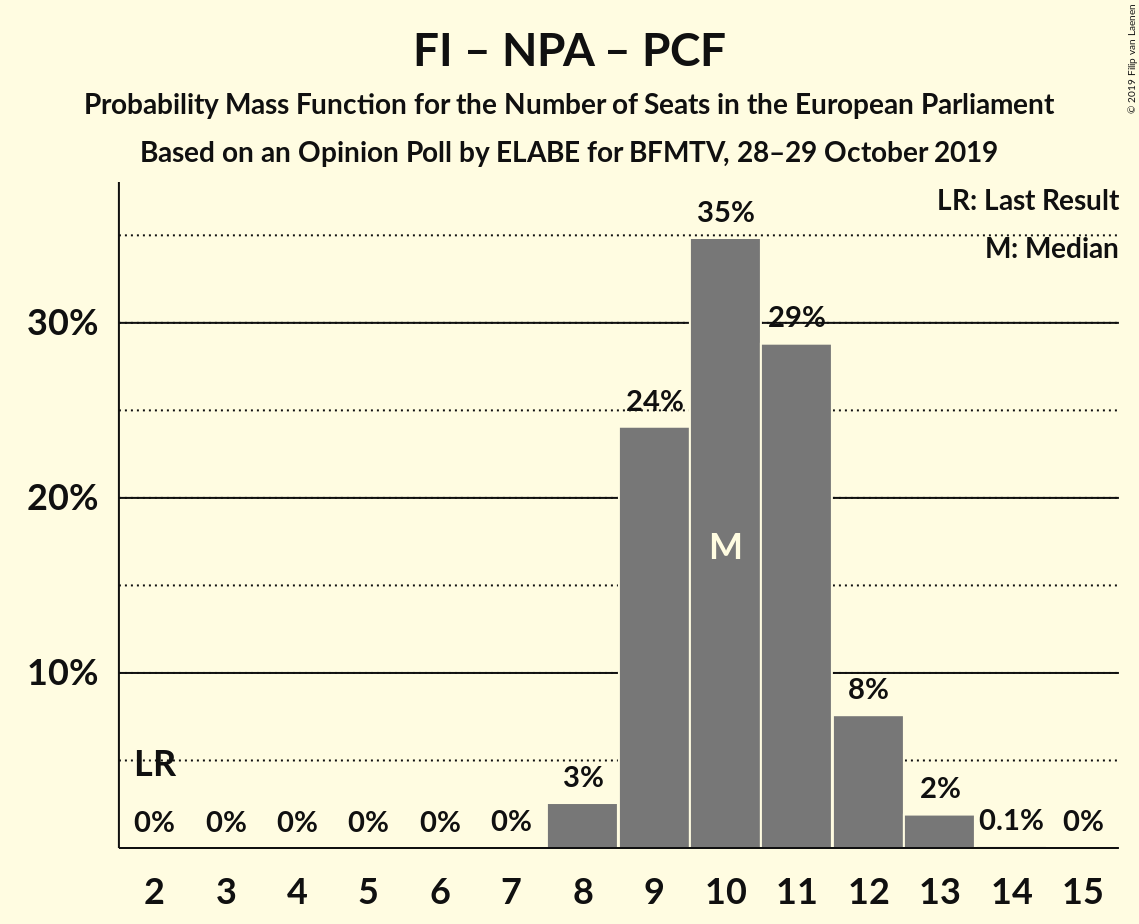 FI – NPA – PCF
Probability Mass Function for the Number of Seats in the European Parliament
Based on an Opinion Poll by ELABE for BFMTV, 28–29 October 2019
© 2019 Filip van Laenen
LR: Last Result
M: Median
35%
30%
29%
24%
20%
M
10%
8%
LR
3%
2%
0% 0% 0% 0% 0% 0% 0.1% 0%
2 3 4 5 6 7 8 9 10 11 12 13 14 15